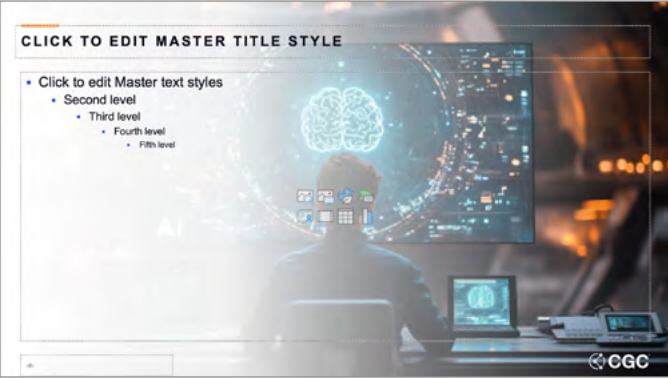 CLICK TO EDIT MASTER TITLE STYLE
Click to edit Master text styles
Second level
Third level
Fourth level
Fifth level
AI
CGC